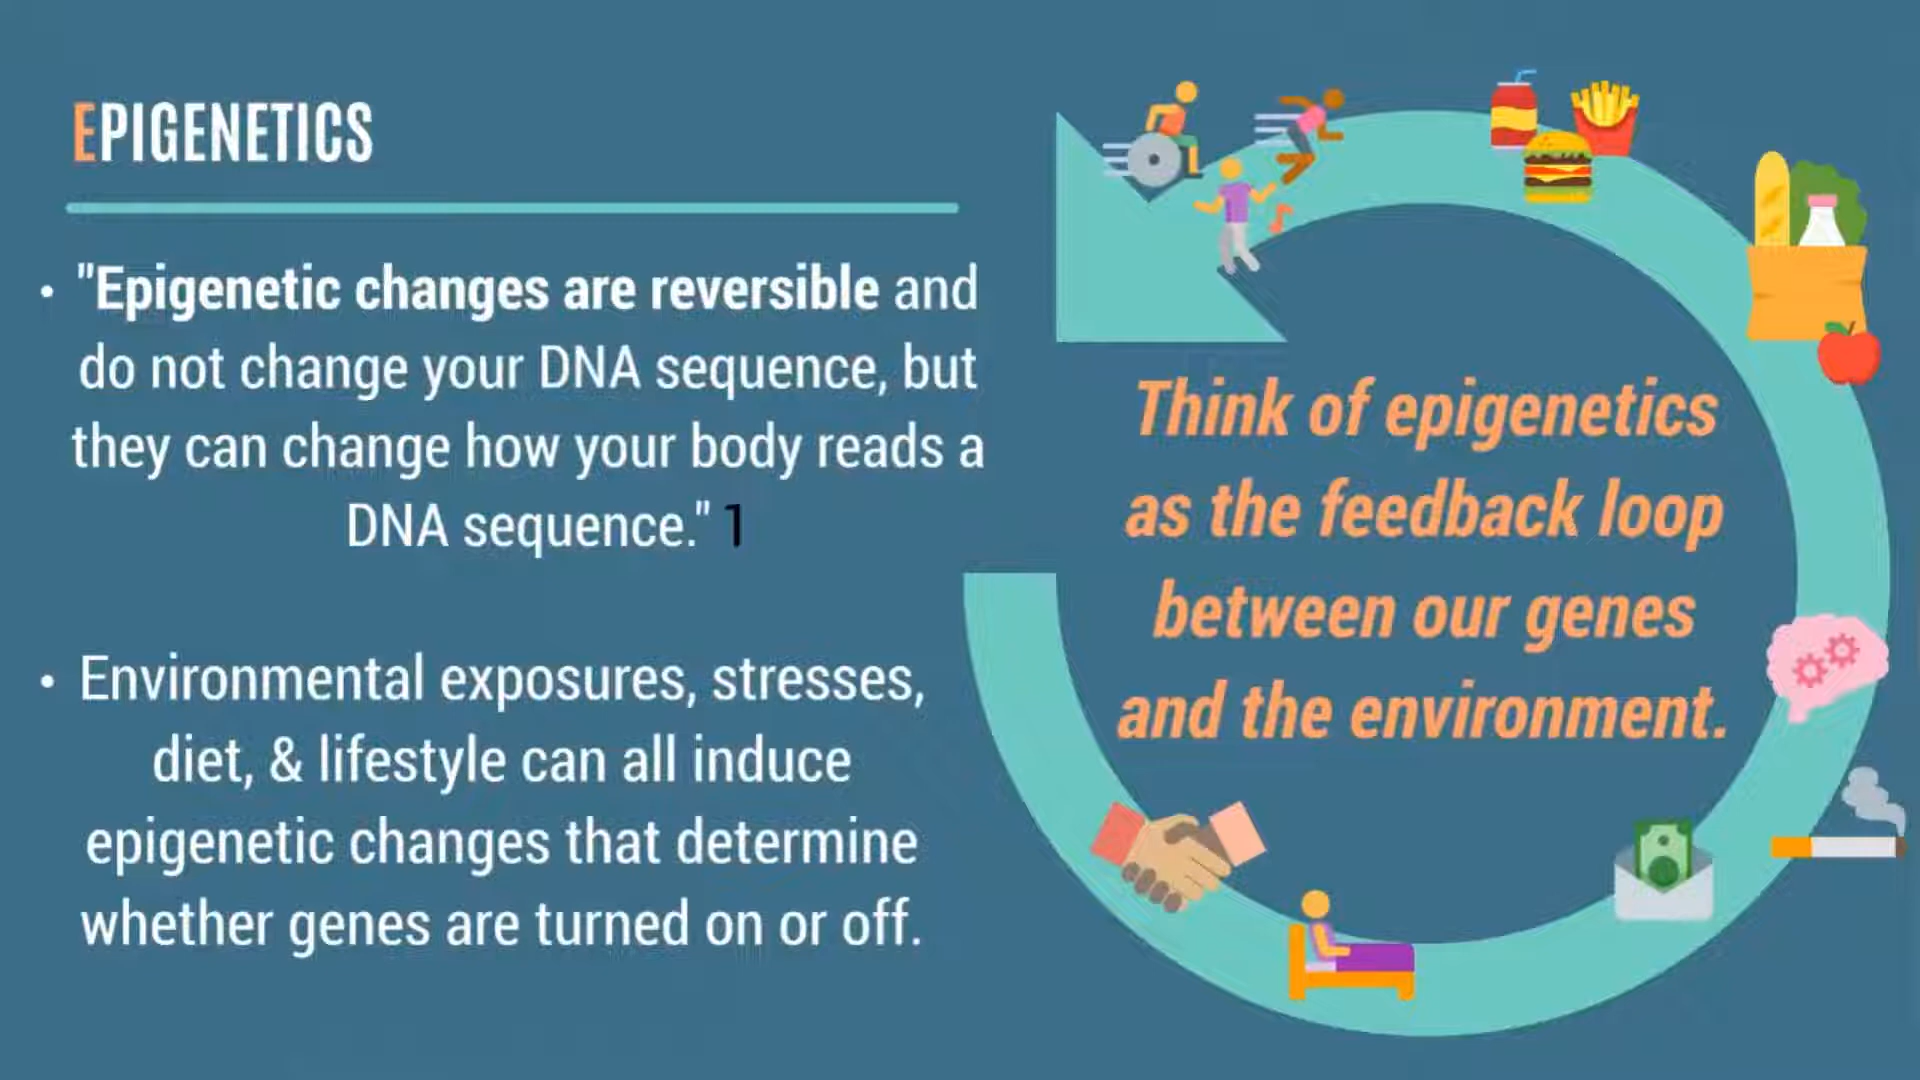 EPIGENETICS
• "Epigenetic changes are reversible and
do not change your DNA sequence, but
they can change how your body reads a
DNA sequence." 1
• Environmental exposures, stresses,
diet, & lifestyle can all induce
epigenetic changes that determine
whether genes are turned on or off.
Think of epigenetics
as the feedback loop
between our genes
and the environment.